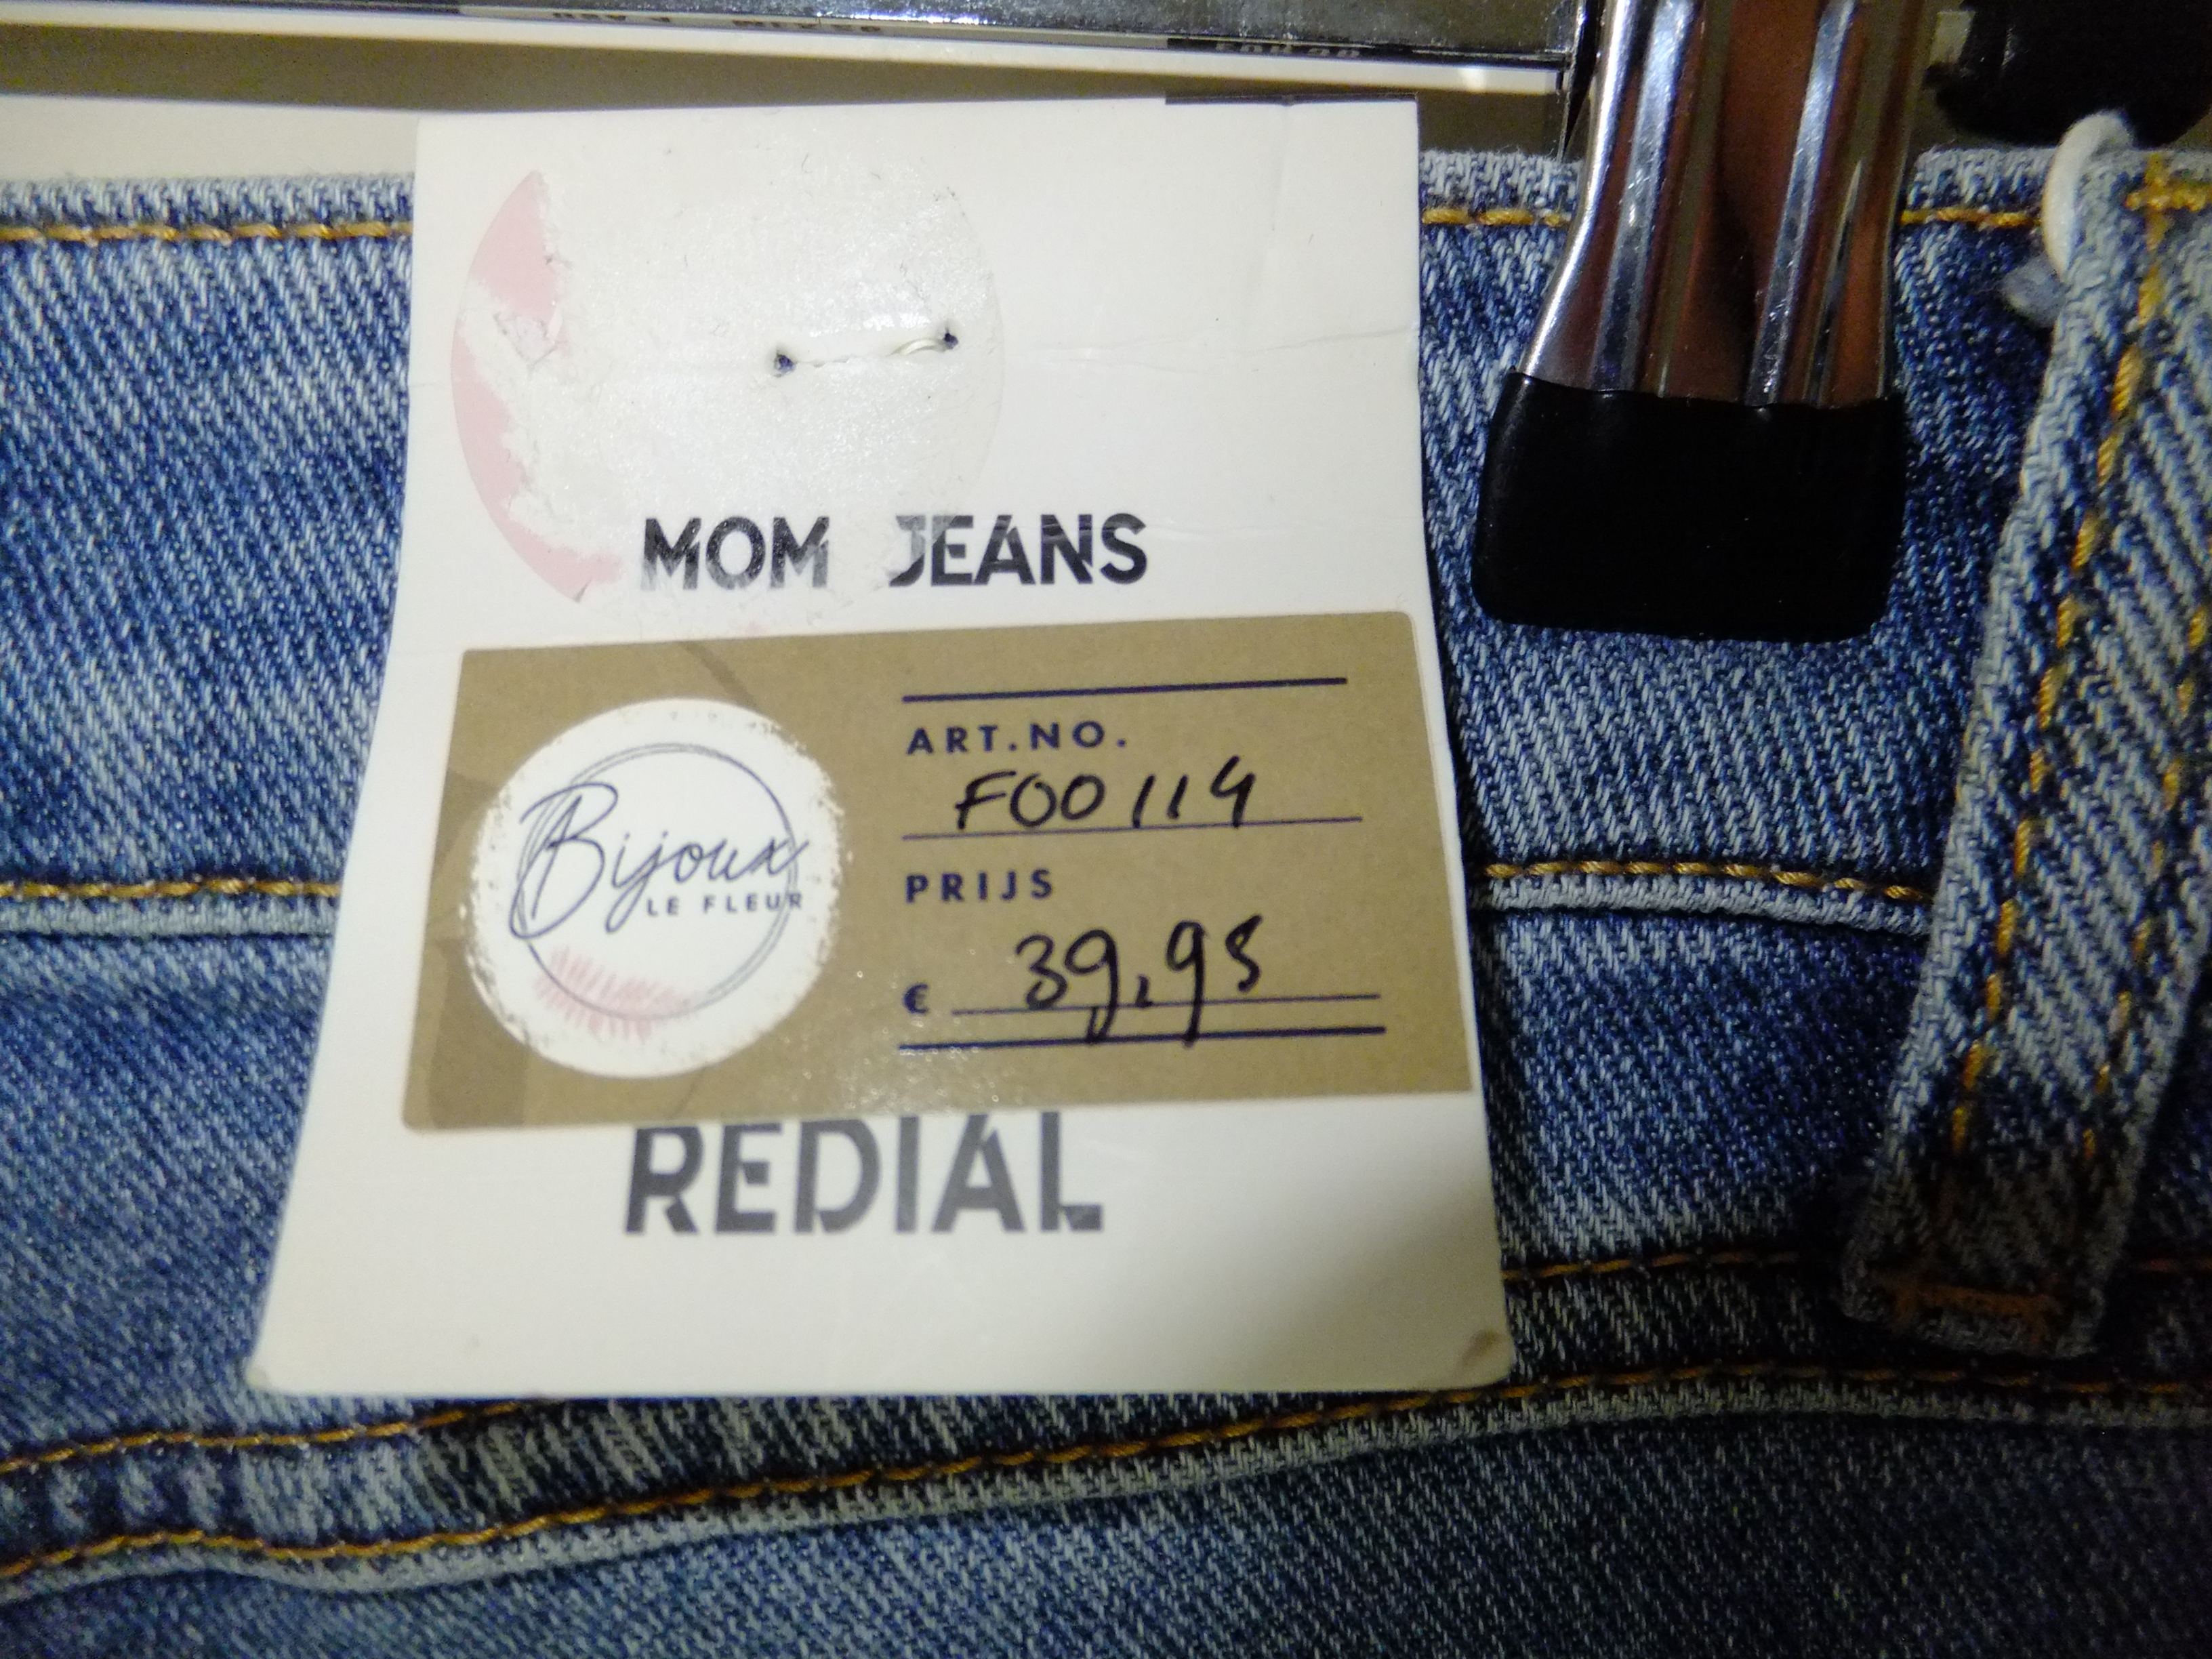 MOM JEANS
Bijoux
LE FLEUR
ART.NO.
F00114
PRIJS
€ 39,95
REDIAL